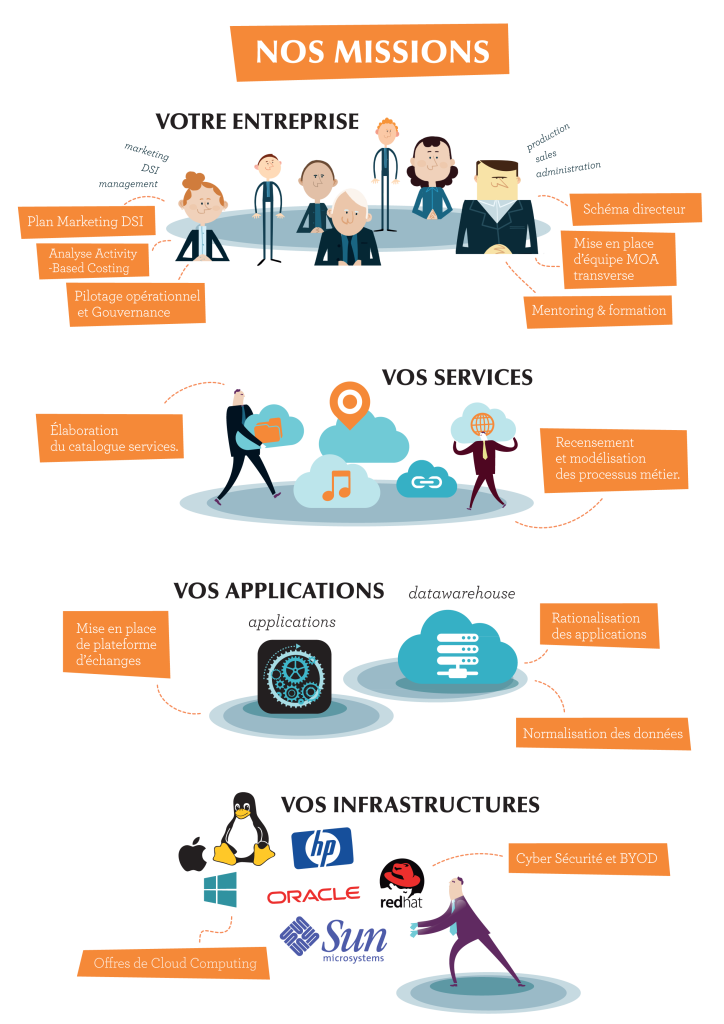 NOS MISSIONS
VOTRE ENTREPRISE
marketing
DSI
management
production
sales
administration
Plan Marketing DSI
Analyse Activity
-Based Costing
Pilotage opérationnel
et Gouvernance
Schéma directeur
Mise en place
d'équipe MOA
transverse
Mentoring & formation
VOS SERVICES
Élaboration
du catalogue services.
Recensement
et modélisation
des processus métier.
VOS APPLICATIONS
datawarehouse
applications
Mise en place
de plateforme
d'échanges
Rationalisation
des applications
Normalisation des données
VOS INFRASTRUCTURES
hp
Cyber Sécurité et BYOD
ORACLE
redhat
Sun
microsystems
Offres de Cloud Computing